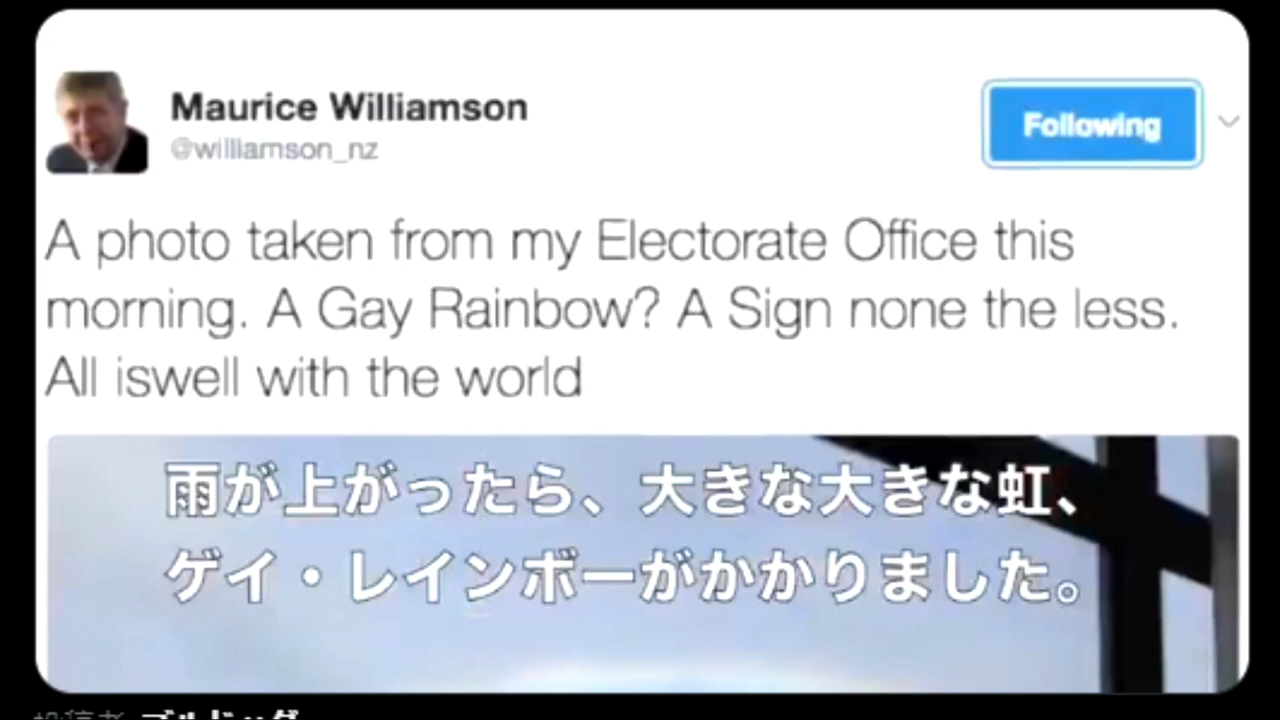 Maurice Williamson
@williamson_nz
Following
A photo taken from my Electorate Office this
morning. A Gay Rainbow? A Sign none the less.
All iswell with the world
雨が上がったら、大きな大きな虹、
ゲイ・レインボーがかかりました。